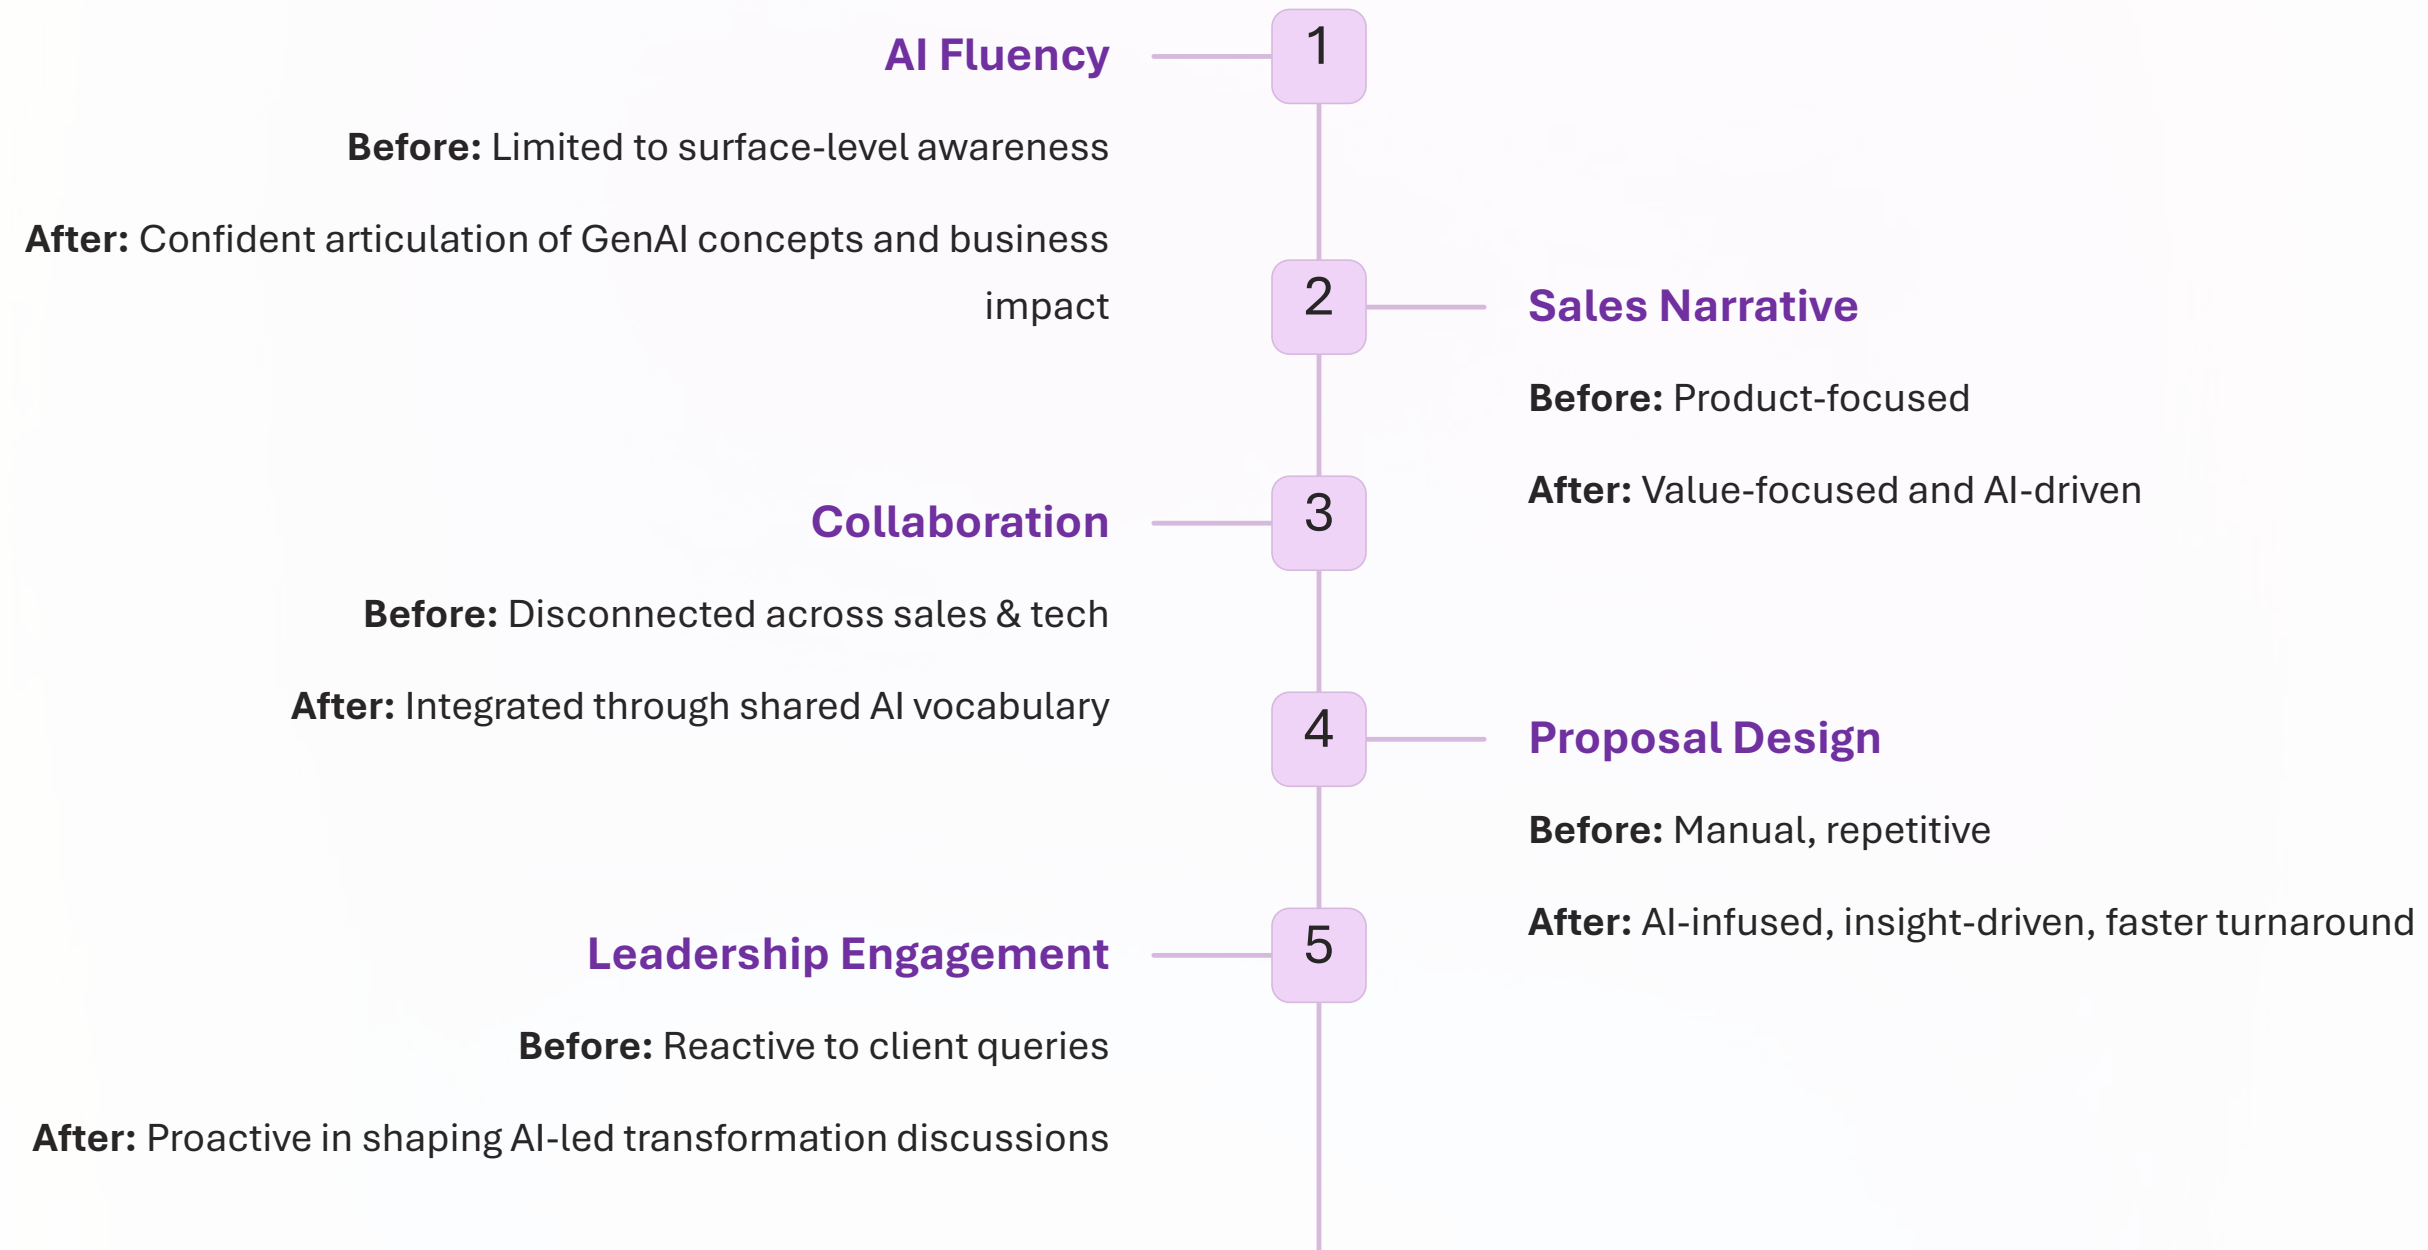 1
AI Fluency
Before: Limited to surface-level awareness
After: Confident articulation of GenAI concepts and business
impact
2
Sales Narrative
Before: Product-focused
After: Value-focused and AI-driven
3
Collaboration
Before: Disconnected across sales & tech
After: Integrated through shared AI vocabulary
4
Proposal Design
Before: Manual, repetitive
After: AI-infused, insight-driven, faster turnaround
5
Leadership Engagement
Before: Reactive to client queries
After: Proactive in shaping AI-led transformation discussions